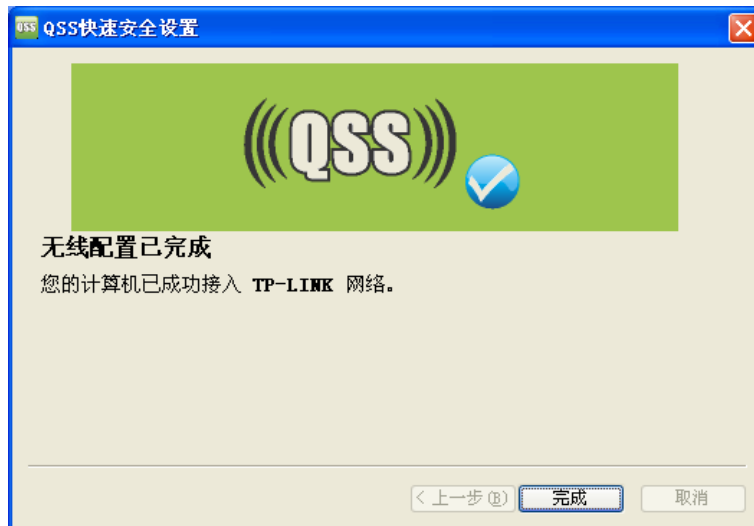 QSS QSS快速安全设置
(((QSS)))
无线配置已完成
您的计算机已成功接入 TP-LINK 网络。
< 上一步(B) 完成 取消